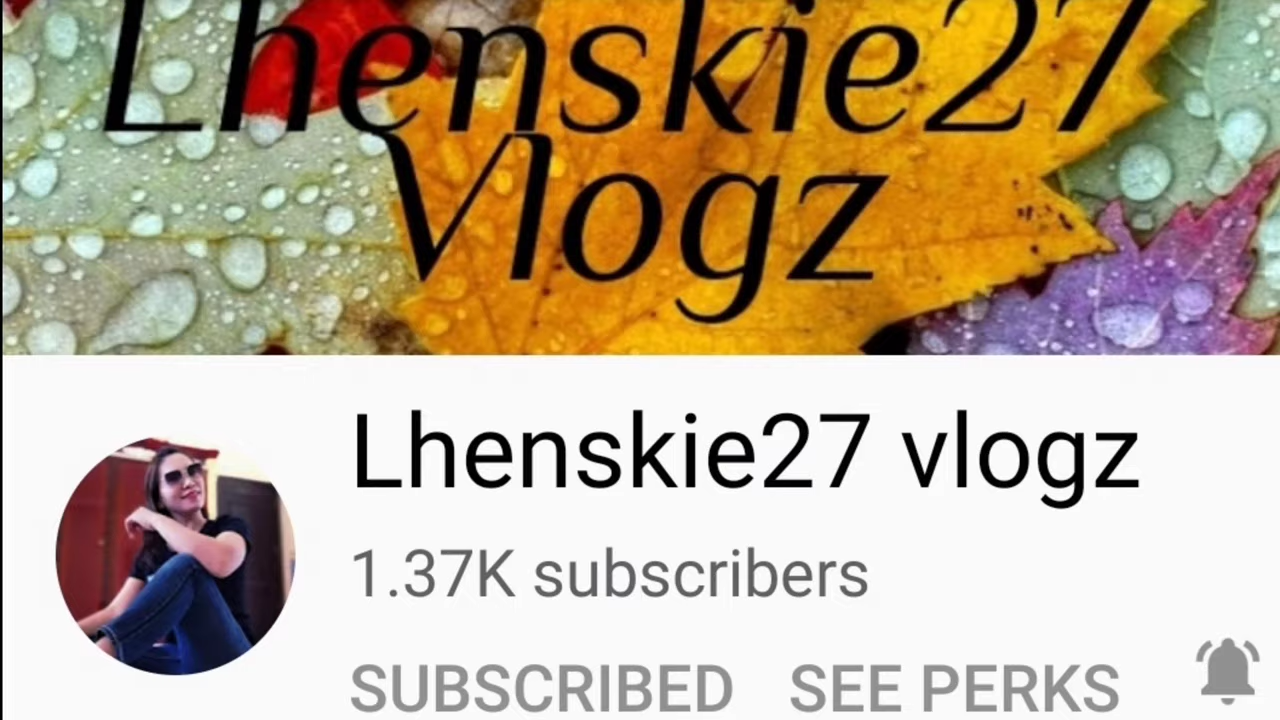 Lhenskie27
Vlogz
Lhenskie27 vlogz
1.37K subscribers
SUBSCRIBED SEE PERKS